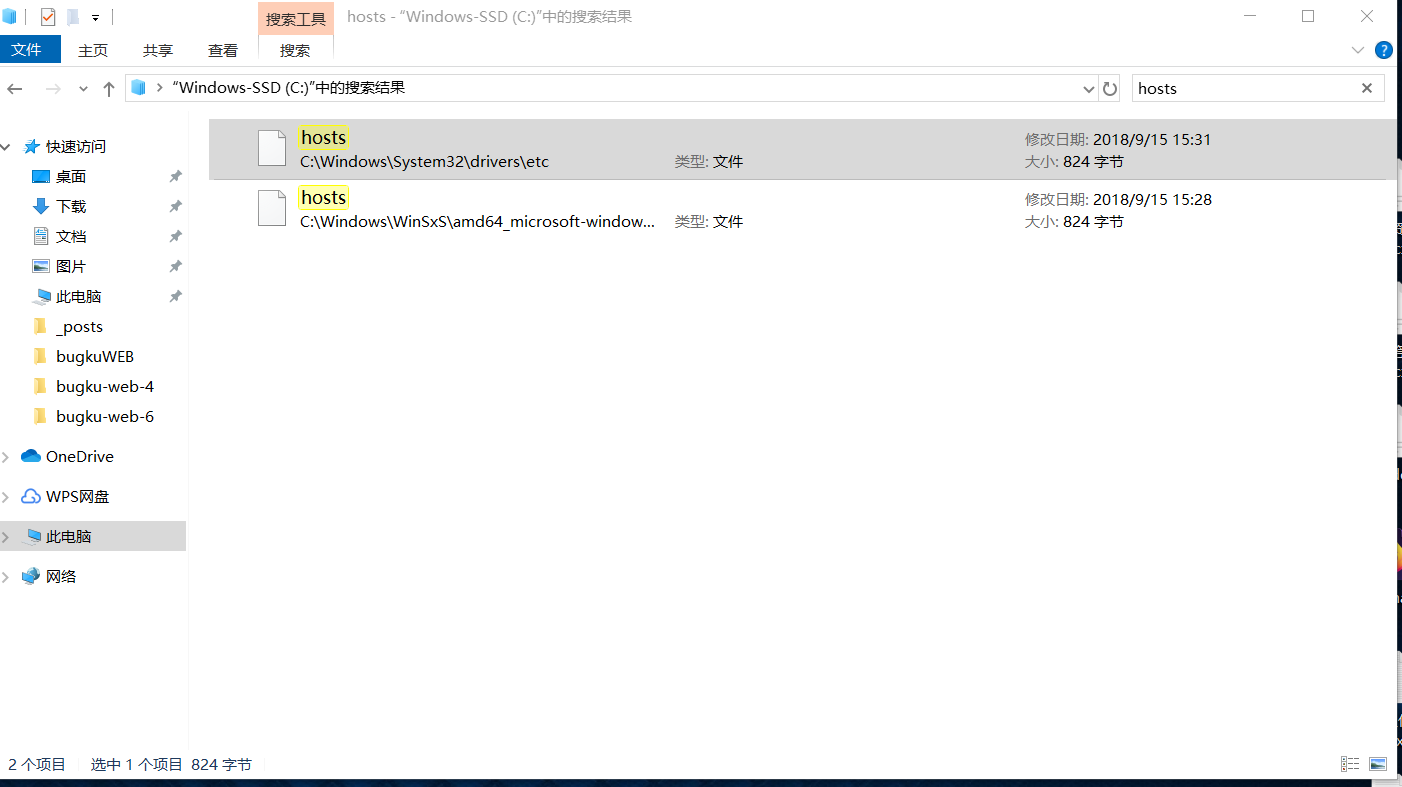 搜索工具
hosts - “Windows-SSD (C:)”中的搜索结果
文件 主页 共享 查看 搜索
“Windows-SSD (C:)”中的搜索结果
hosts
快速访问
桌面
下载
文档
图片
此电脑
_posts
bugkuWEB
bugku-web-4
bugku-web-6
OneDrive
WPS网盘
此电脑
网络
hosts
修改日期: 2018/9/15 15:31
C:\Windows\System32\drivers\etc
类型: 文件
大小: 824 字节
hosts
修改日期: 2018/9/15 15:28
C:\Windows\WinSxS\amd64_microsoft-window...
类型: 文件
大小: 824 字节
2 个项目 选中 1 个项目 824 字节